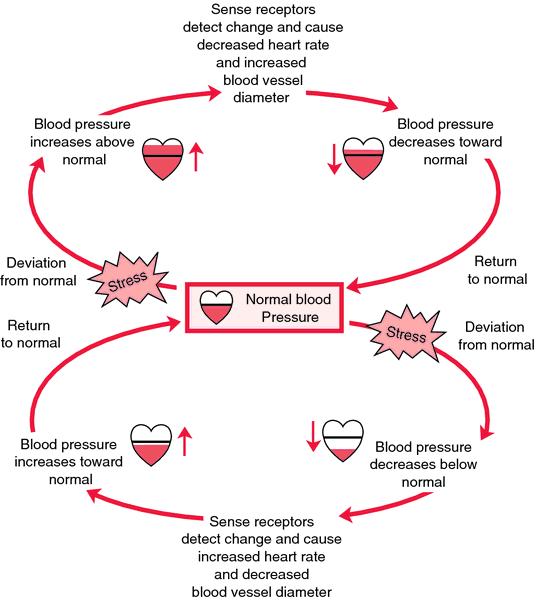 Sense receptors
detect change and cause
decreased heart rate
and increased
blood vessel
diameter
Blood pressure
increases above
normal
Blood pressure
decreases toward
normal
Deviation
from normal
Stress
Return
to normal
Normal blood
Pressure
Return
to normal
Stress
Deviation
from normal
Blood pressure
increases toward
normal
Blood pressure
decreases below
normal
Sense receptors
detect change and cause
increased heart rate
and decreased
blood vessel diameter